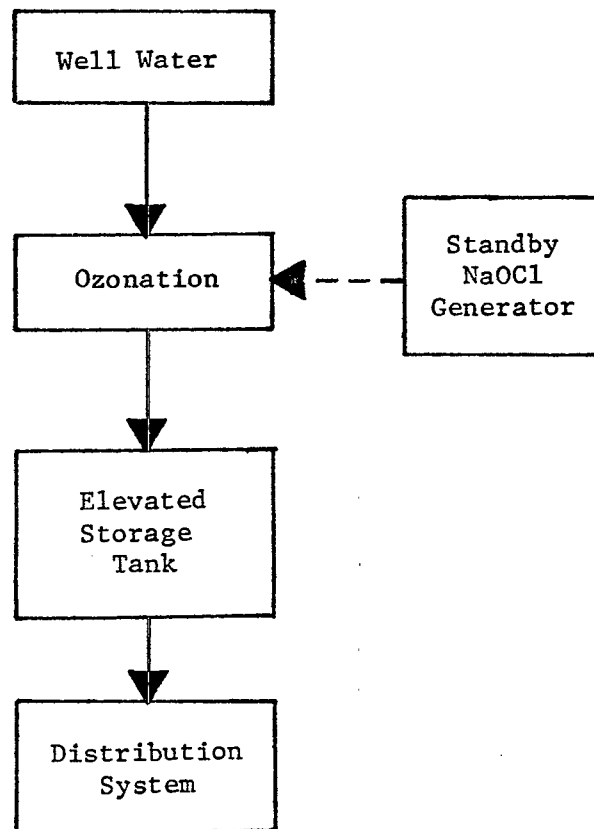 Well Water
Ozonation
Standby
NaOCl
Generator
Elevated
Storage
Tank
Distribution
System